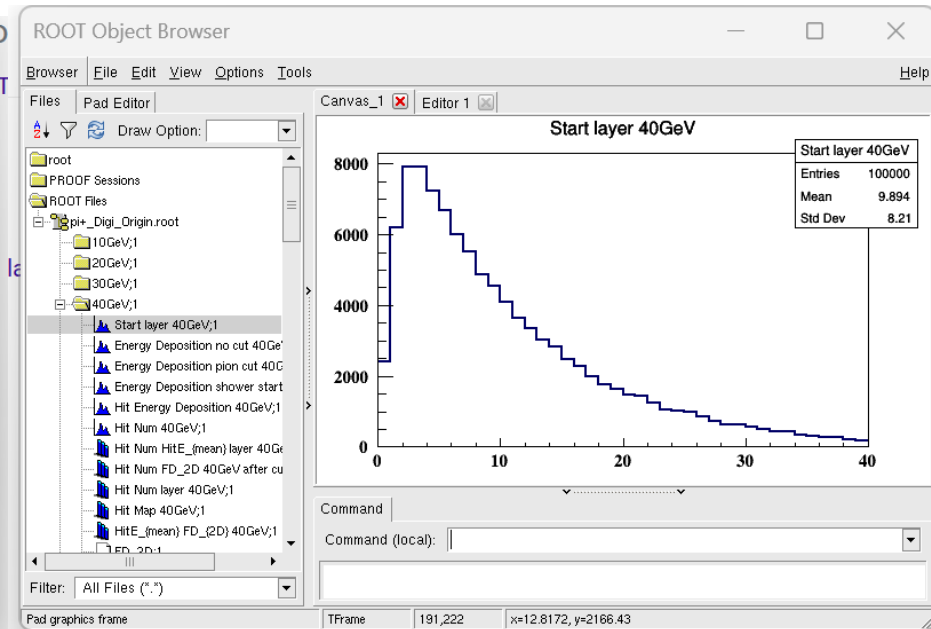 ROOT Object Browser
Browser File Edit View Options Tools Help
Files Pad Editor
Draw Option:
root
PROOF Sessions
ROOT Files
pi+_Digi_Origin.root
10GeV;1
20GeV;1
30GeV;1
40GeV;1
Start layer 40GeV;1
Energy Deposition no cut 40Ge
Energy Deposition pion cut 40G
Energy Deposition shower start
Hit Energy Deposition 40GeV;1
Hit Num 40GeV;1
Hit Num HitE_{mean} layer 40Ge
Hit Num FD_2D 40GeV after cu
Hit Num layer 40GeV;1
Hit Map 40GeV;1
HitE_{mean} FD_{2D} 40GeV;1
FD_2D;1
Filter: All Files (*.*)
Canvas_1 Editor 1
Start layer 40GeV
Start layer 40GeV
Entries 100000
Mean 9.894
Std Dev 8.21
8000
6000
4000
2000
0
0 10 20 30 40
Command
Command (local):
Pad graphics frame TFrame 191,222 x=12.8172, y=2166.43